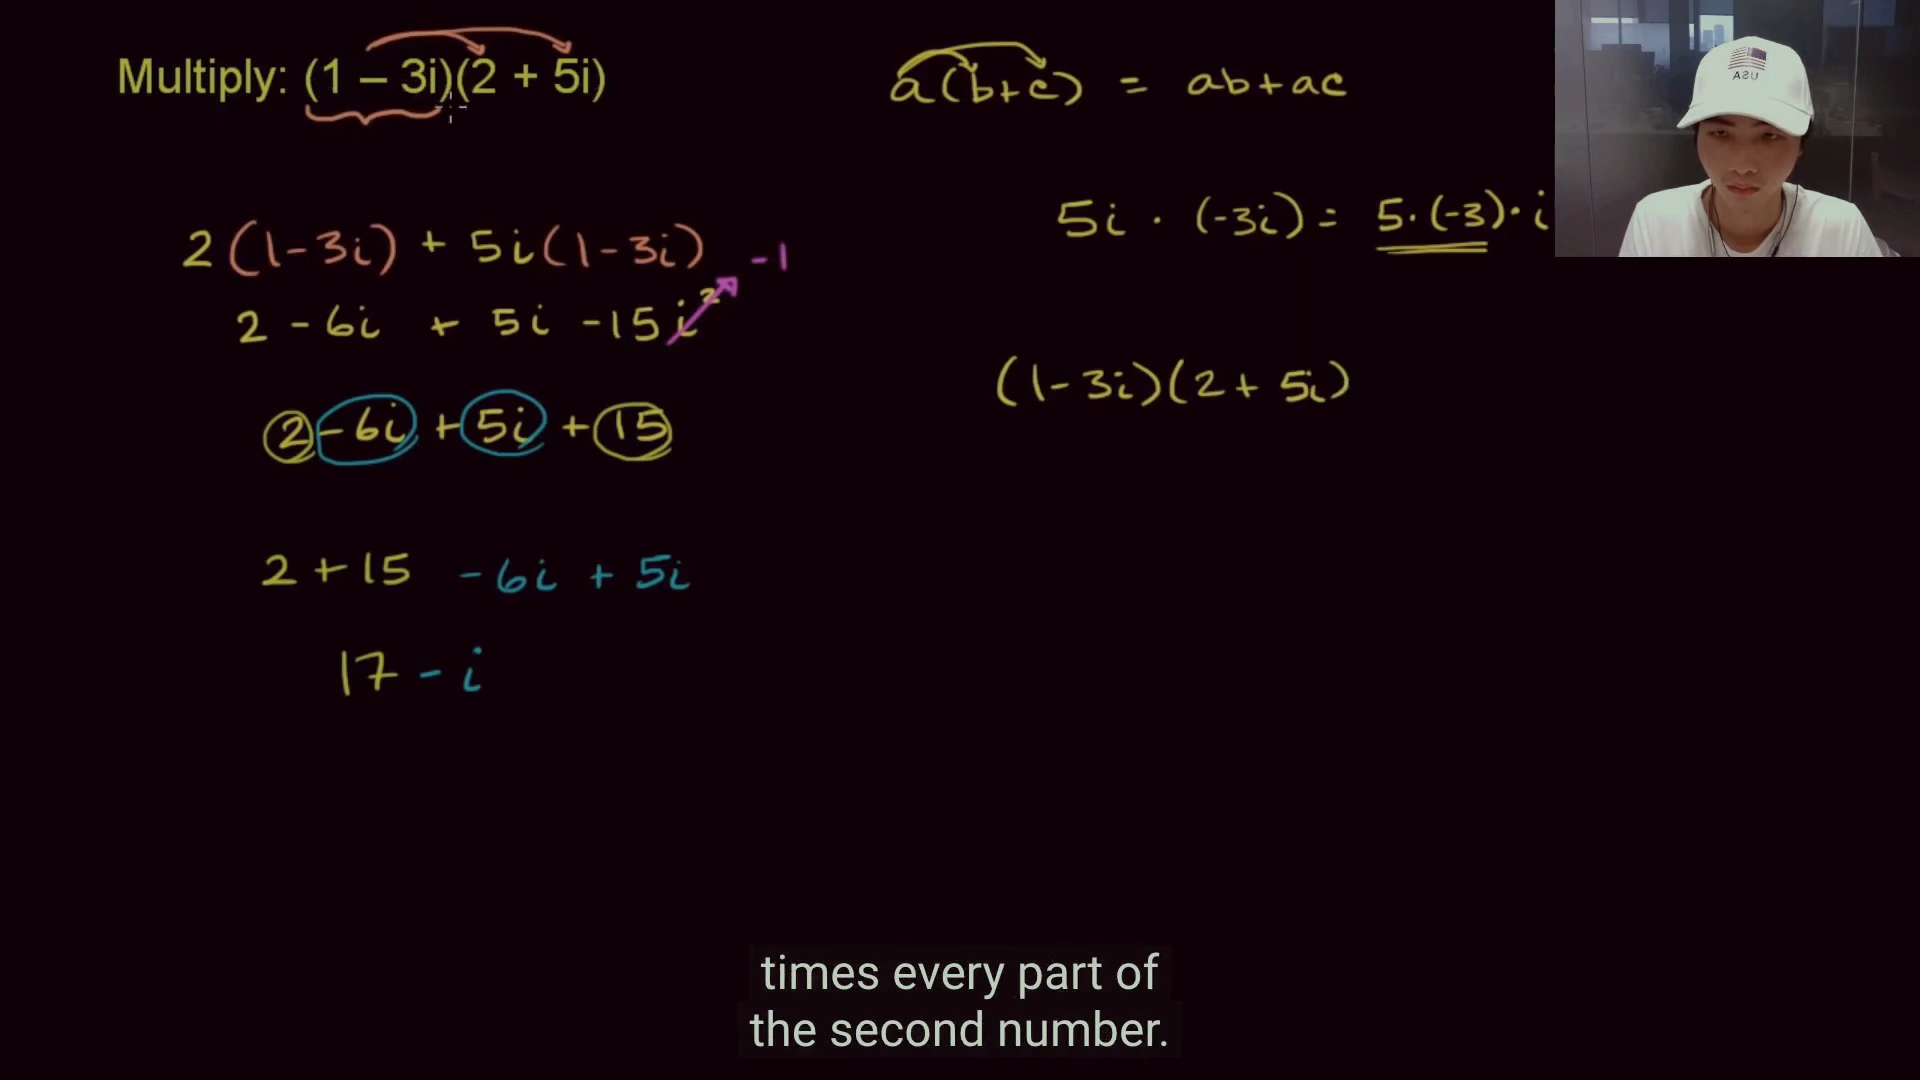 Multiply: (1 – 3i)(2 + 5i)
a(b+c) = ab+ac
5i · (-3i) = 5·(-3)·i
2(1-3i) + 5i(1-3i)
-1
2 - 6i + 5i -15i²
2 -6i + 5i + 15
2 + 15 - 6i + 5i
17 - i
(1-3i)(2+ 5i)
USA
times every part of
the second number.